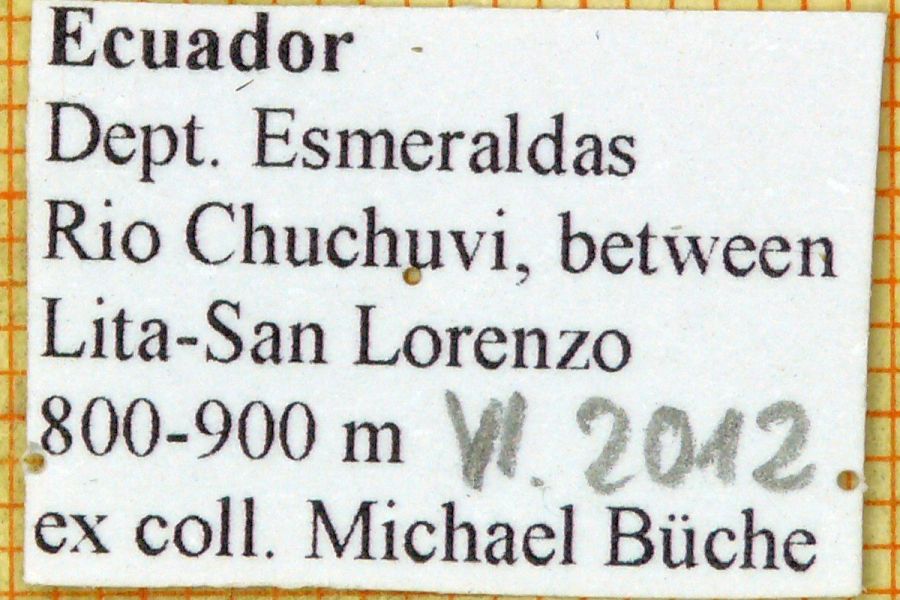 Ecuador
Dept. Esmeraldas
Rio Chuchuvi, between
Lita-San Lorenzo
800-900 m VI. 2012
ex coll. Michael Büche